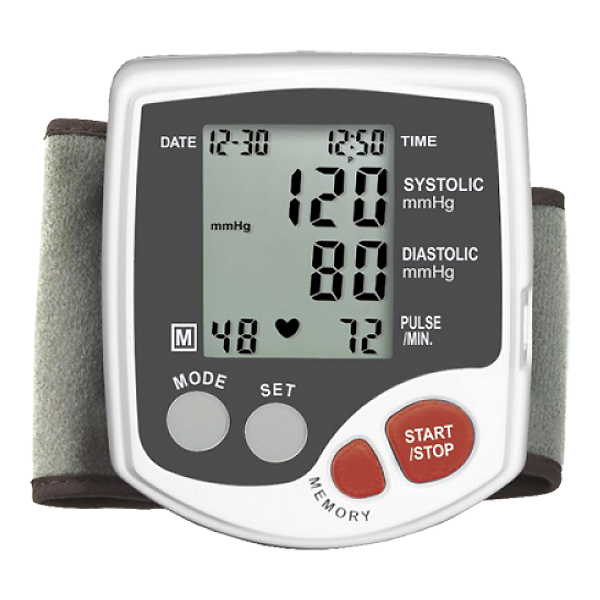 DATE 12-30 12:50 TIME
P
120 SYSTOLIC
mmHg mmHg
80 DIASTOLIC
mmHg
M 48 72 PULSE
/MIN.
MODE SET
START
/STOP
MEMORY